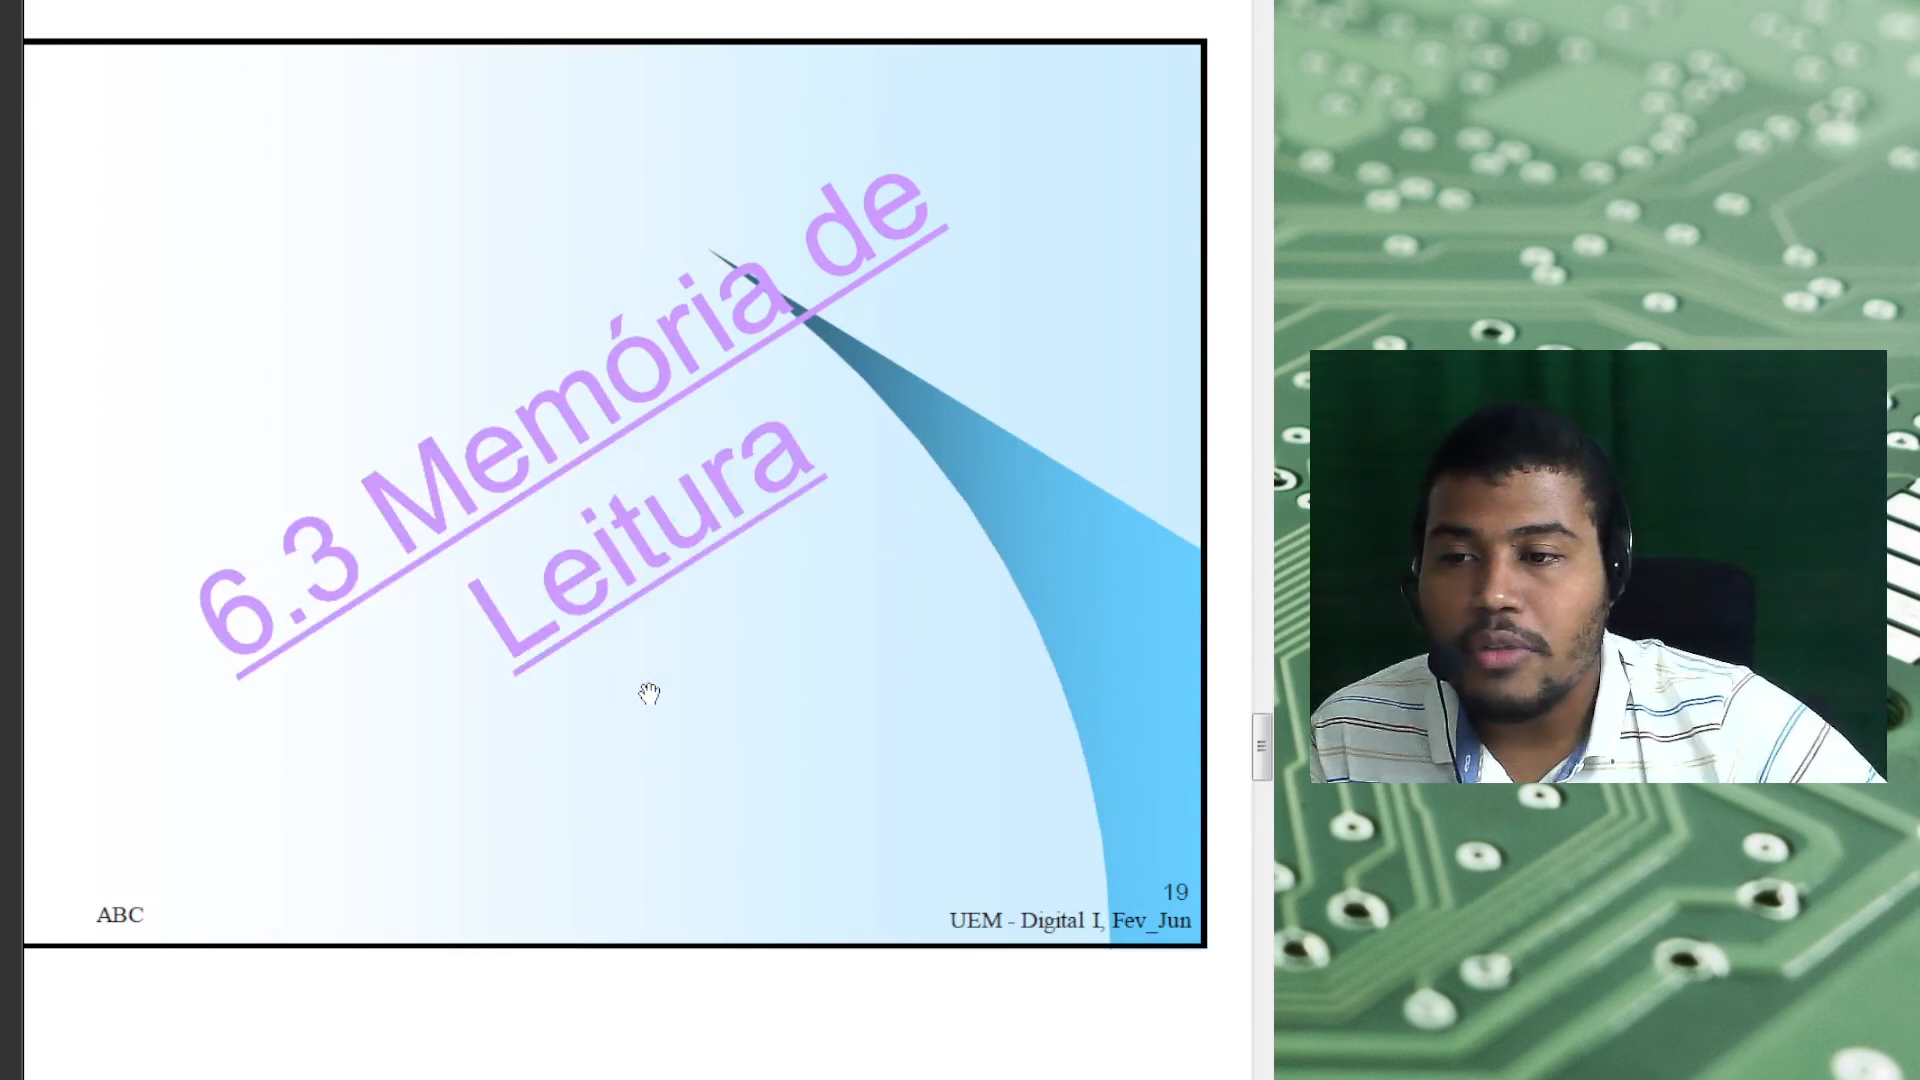 6.3 Memória de
Leitura
19
ABC
UEM - Digital I, Fev_Jun